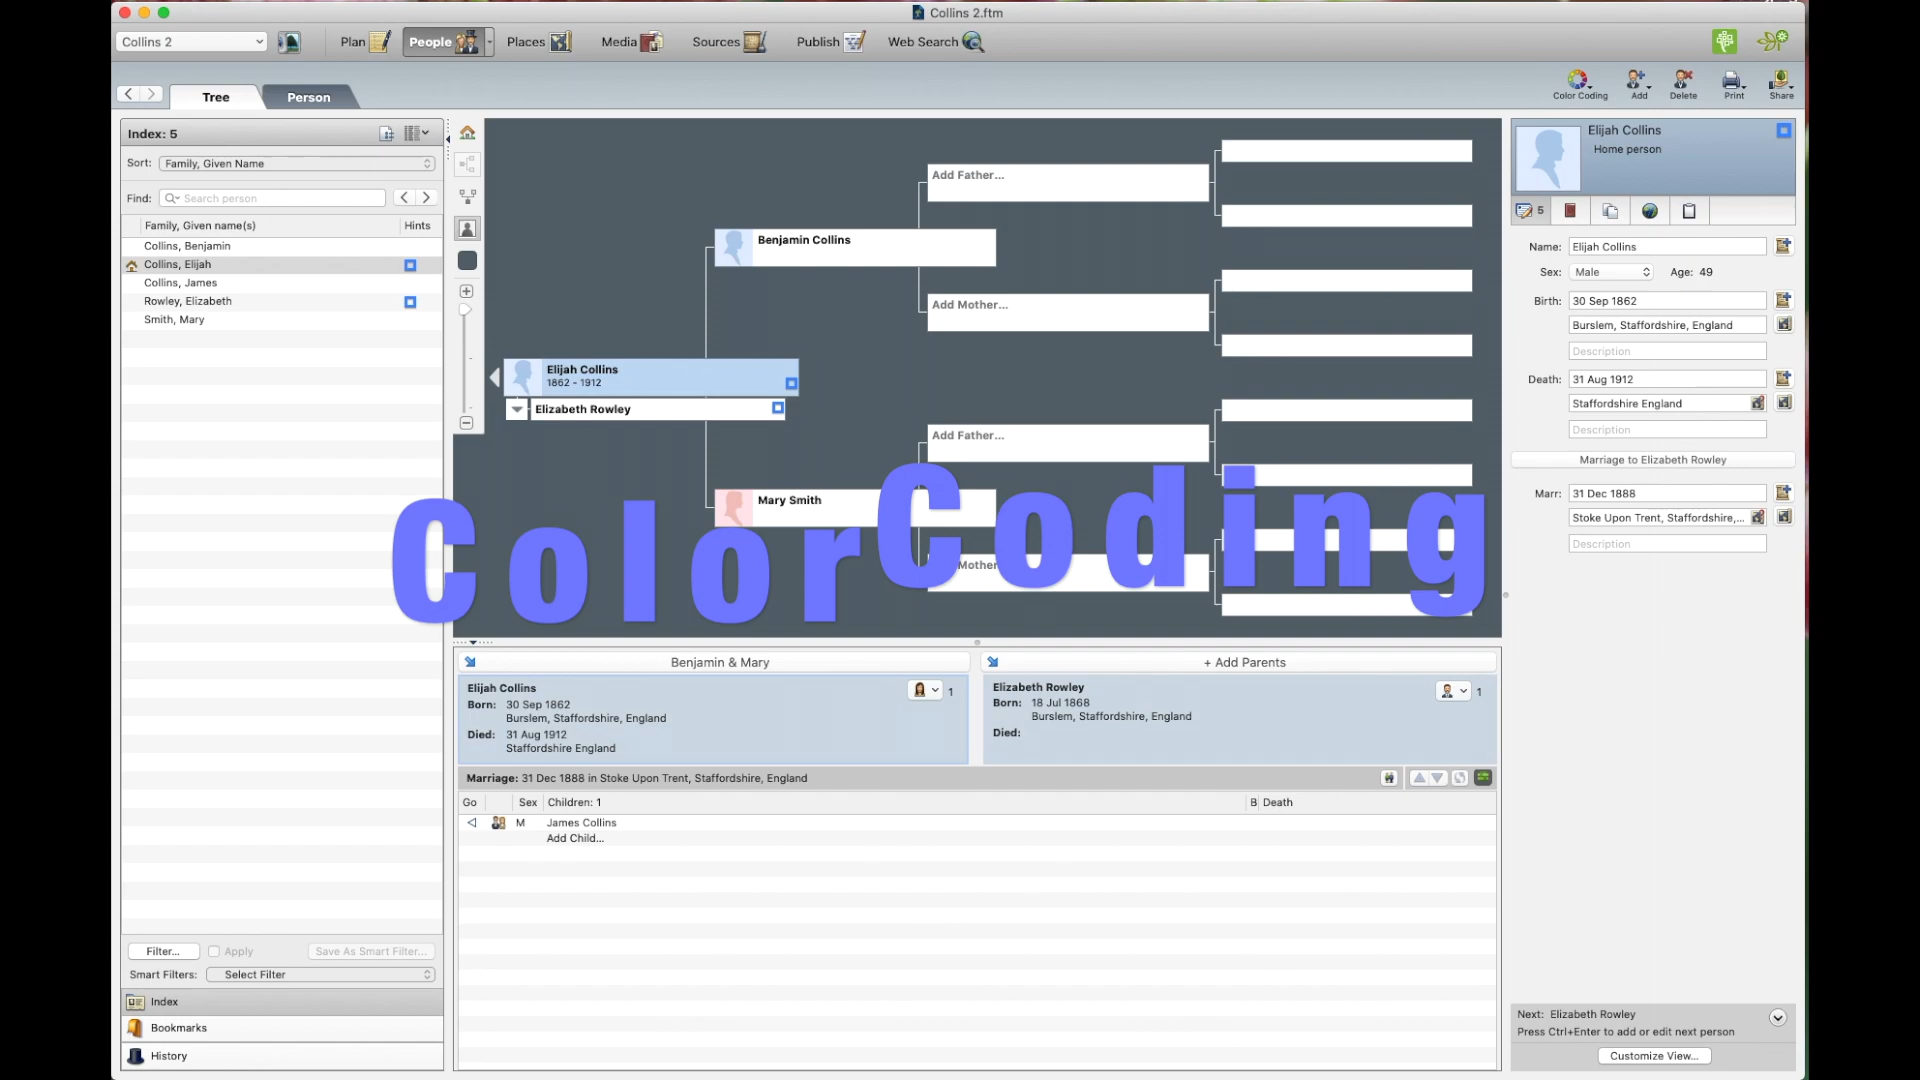 Collins 2.ftm
Collins 2
Plan
People
Places
Media
Sources
Publish
Web Search
Tree
Person
Color Coding
Add
Delete
Print
Share
Index: 5
Sort: Family, Given Name
Find: Search person
Family, Given name(s) Hints
Collins, Benjamin
Collins, Elijah
Collins, James
Rowley, Elizabeth
Smith, Mary
Filter...
Apply
Save As Smart Filter...
Smart Filters: Select Filter
Index
Bookmarks
History
Add Father...
Benjamin Collins
Add Mother...
Elijah Collins
1862 - 1912
Elizabeth Rowley
Add Father...
Mary Smith
Mother
Color Coding
Benjamin & Mary
+ Add Parents
Elijah Collins
1
Born: 30 Sep 1862
Burslem, Staffordshire, England
Died: 31 Aug 1912
Staffordshire England
Elizabeth Rowley
1
Born: 18 Jul 1868
Burslem, Staffordshire, England
Died:
Marriage: 31 Dec 1888 in Stoke Upon Trent, Staffordshire, England
Go Sex Children: 1 B Death
M James Collins
Add Child...
Elijah Collins
Home person
5
Name: Elijah Collins
Sex: Male Age: 49
Birth: 30 Sep 1862
Burslem, Staffordshire, England
Description
Death: 31 Aug 1912
Staffordshire England
Description
Marriage to Elizabeth Rowley
Marr: 31 Dec 1888
Stoke Upon Trent, Staffordshire,...
Description
Next: Elizabeth Rowley
Press Ctrl+Enter to add or edit next person
Customize View...